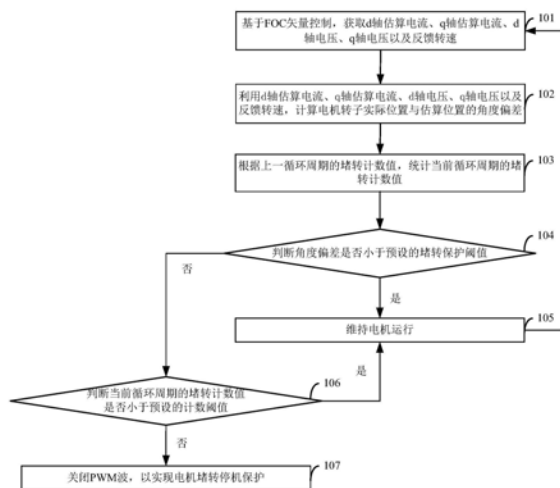 101
基于FOC矢量控制，获取d轴估算电流、q轴估算电流、d
轴电压、q轴电压以及反馈转速
102
利用d轴估算电流、q轴估算电流、d轴电压、q轴电压以及
反馈转速，计算电机转子实际位置与估算位置的角度偏差
103
根据上一循环周期的堵转计数值，统计当前循环周期的堵
转计数值
104
判断角度偏差是否小于预设的堵转保护阈值
否
是
105
维持电机运行
是
106
判断当前循环周期的堵转计数值
是否小于预设的计数阈值
否
107
关闭PWM波，以实现电机堵转停机保护